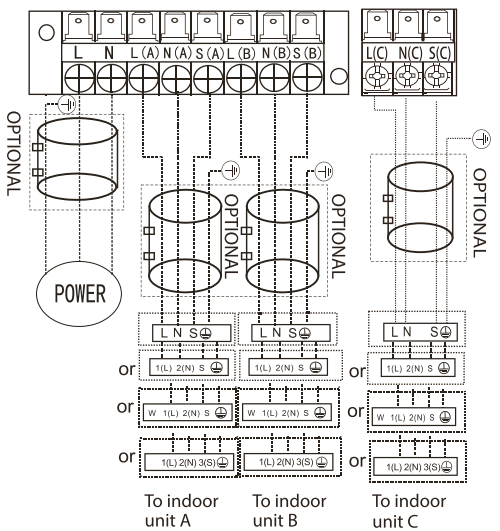 L N L(A) N(A) S(A) L(B) N(B) S(B)
L(C) N(C) S(C)
OPTIONAL
OPTIONAL
OPTIONAL
OPTIONAL
POWER
L N S
L N S
L N S
or
1(L) 2(N) S
1(L) 2(N) S
or
1(L) 2(N) S
or
W 1(L) 2(N) S
W 1(L) 2(N) S
or
W 1(L) 2(N) S
or
1(L) 2(N) 3(S)
1(L) 2(N) 3(S)
or
1(L) 2(N) 3(S)
To indoor
unit A
To indoor
unit B
To indoor
unit C